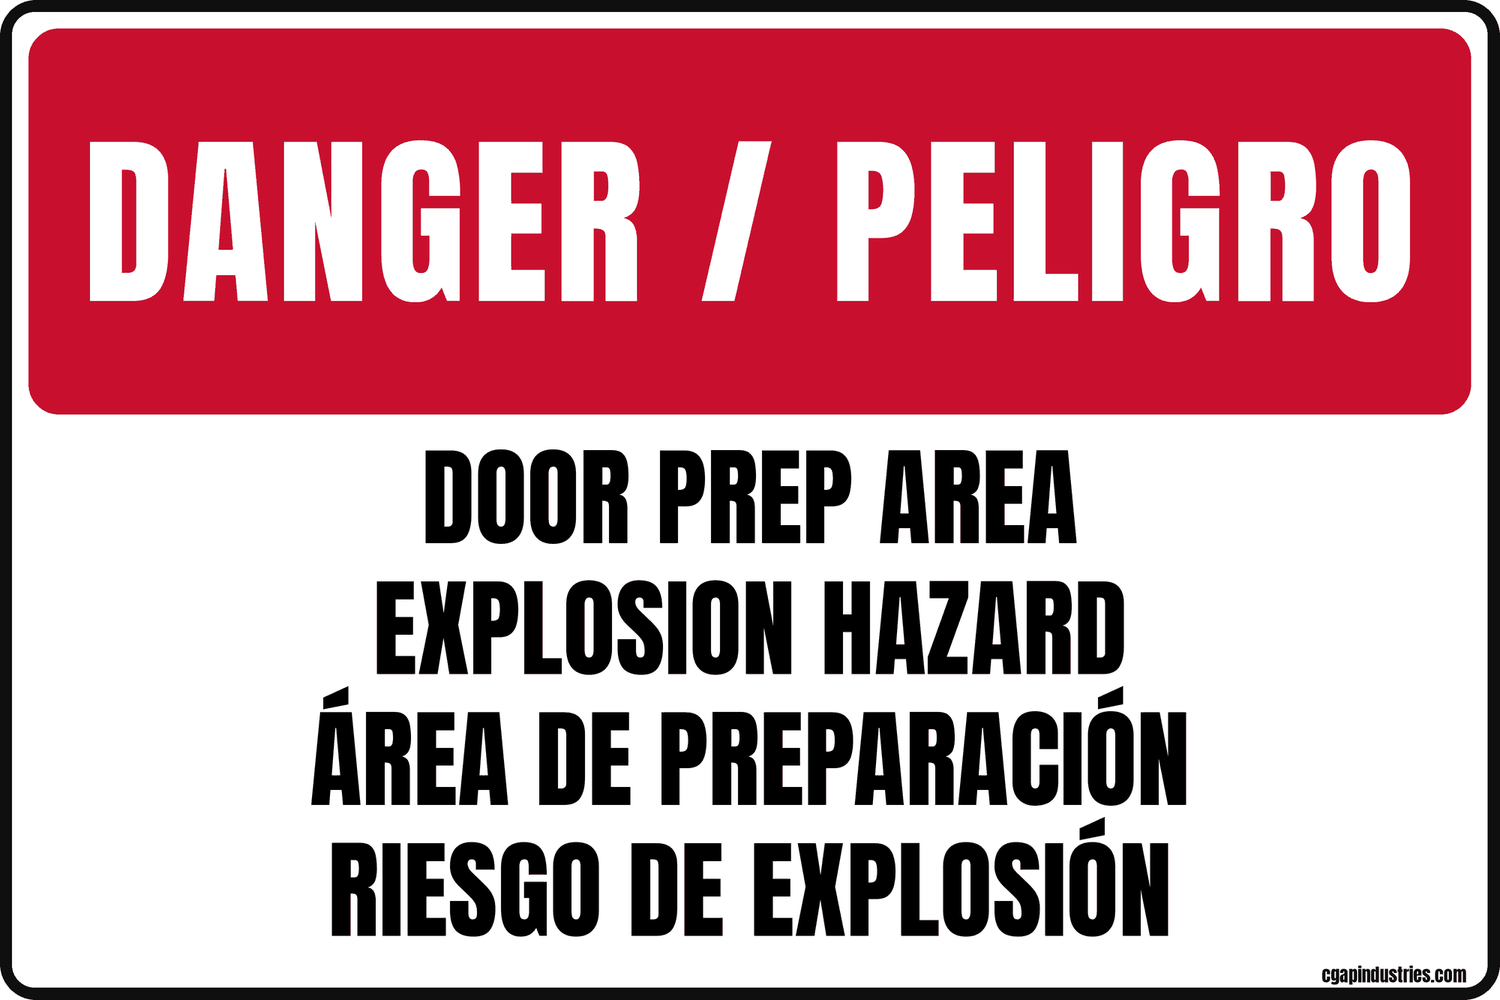 DANGER / PELIGRO
DOOR PREP AREA
EXPLOSION HAZARD
ÁREA DE PREPARACIÓN
RIESGO DE EXPLOSIÓN
cgapindustries.com